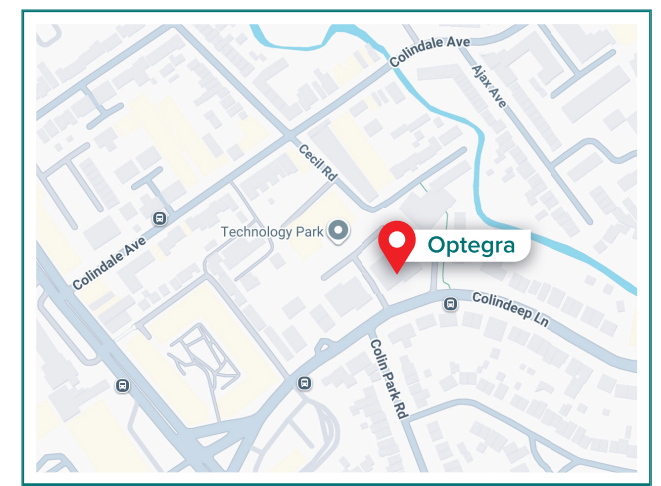 Colindale Ave
Ajax Ave
Cecil Rd
Technology Park
Optegra
Colindale Ave
Colindeep Ln
Colin Park Rd